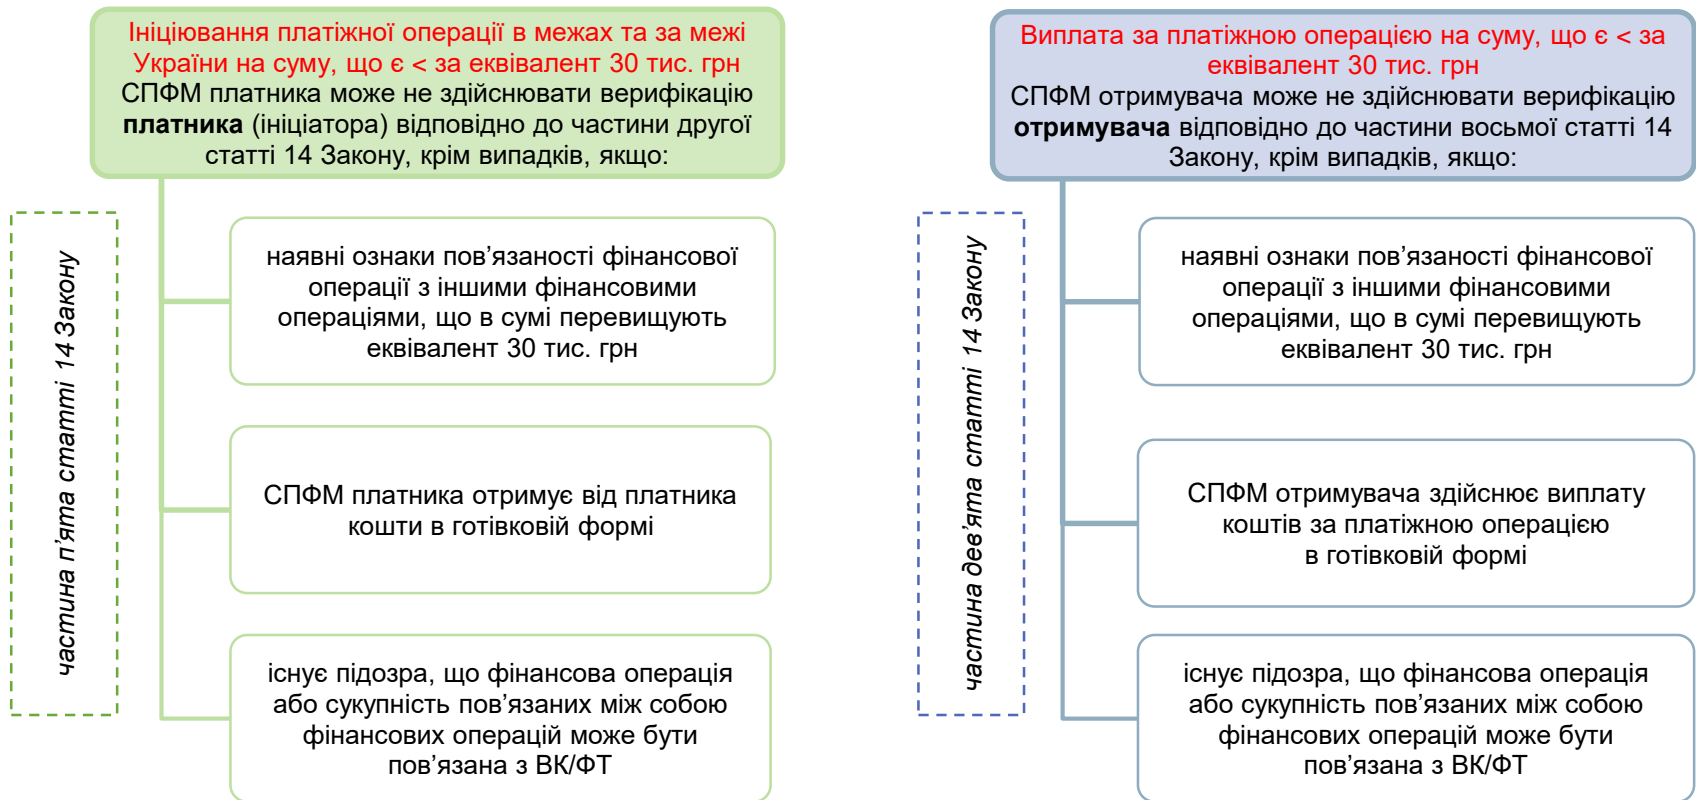 Ініціювання платіжної операції в межах та за межі
України на суму, що є < за еквівалент 30 тис. грн
СПФМ платника може не здійснювати верифікацію
платника (ініціатора) відповідно до частини другої
статті 14 Закону, крім випадків, якщо:
частина п’ята статті 14 Закону
наявні ознаки пов’язаності фінансової
операції з іншими фінансовими
операціями, що в сумі перевищують
еквівалент 30 тис. грн
СПФМ платника отримує від платника
кошти в готівковій формі
існує підозра, що фінансова операція
або сукупність пов’язаних між собою
фінансових операцій може бути
пов’язана з ВК/ФТ
Виплата за платіжною операцією на суму, що є < за
еквівалент 30 тис. грн
СПФМ отримувача може не здійснювати верифікацію
отримувача відповідно до частини восьмої статті 14
Закону, крім випадків, якщо:
частина дев’ята статті 14 Закону
наявні ознаки пов’язаності фінансової
операції з іншими фінансовими
операціями, що в сумі перевищують
еквівалент 30 тис. грн
СПФМ отримувача здійснює виплату
коштів за платіжною операцією
в готівковій формі
існує підозра, що фінансова операція
або сукупність пов’язаних між собою
фінансових операцій може бути
пов’язана з ВК/ФТ